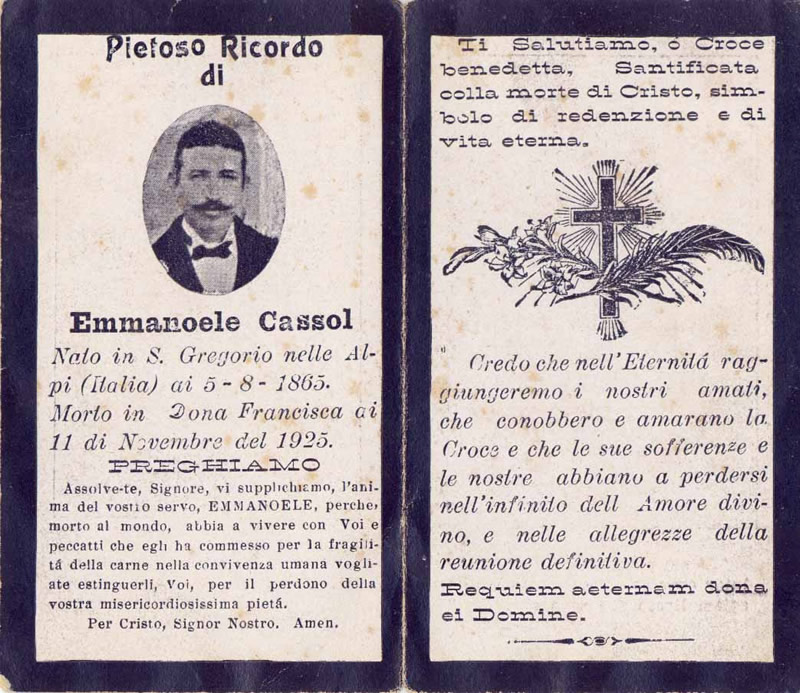 Pietoso Ricordo
di
Emmanoele Cassol
Nato in S. Gregorio nelle Al-
pi (Italia) ai 5-8-1865.
Morto in Dona Francisca ai
11 di Novembre del 1925.
PREGHIAMO
Assolve-te, Signore, vi supplichiamo, l'ani-
ma del vostro servo, EMMANOELE, perche,
morto al mondo, abbia a vivere con Voi e
peccatti che egli ha commesso per la fragili-
tá della carne nella convivenza umana vogli-
ate estinguerli, Voi, per il perdono della
vostra misericordiosissima pietá.
Per Cristo, Signor Nostro. Amen.
Ti Salutiamo, ó Croce
benedetta, Santificata
colla morte di Cristo, sim-
bolo di redenzione e di
vita eterna.
Credo che nell'Eternitá rag-
giungeremo i nostri amati,
che conobbero e amarano la
Croce e che le sue sofferenze e
le nostre abbiano a perdersi
nell'infinito dell Amore divi-
no, e nelle allegrezze della
reunione definitiva.
Requiem aeternam dona
ei Domine.